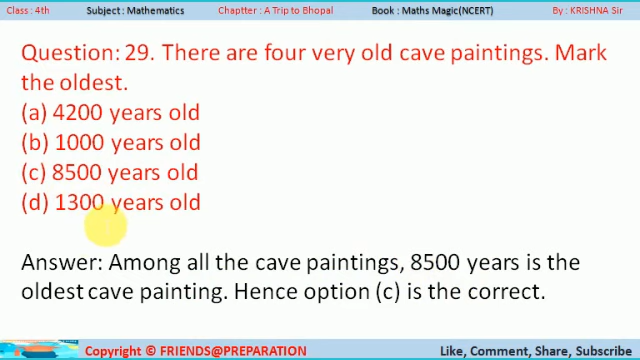 Class : 4th Subject : Mathematics Chaptter : A Trip to Bhopal Book : Maths Magic(NCERT) By : KRISHNA Sir
Question: 29. There are four very old cave paintings. Mark
the oldest.
(a) 4200 years old
(b) 1000 years old
(c) 8500 years old
(d) 1300 years old
Answer: Among all the cave paintings, 8500 years is the
oldest cave painting. Hence option (c) is the correct.
Copyright © FRIENDS@PREPARATION Like, Comment, Share, Subscribe